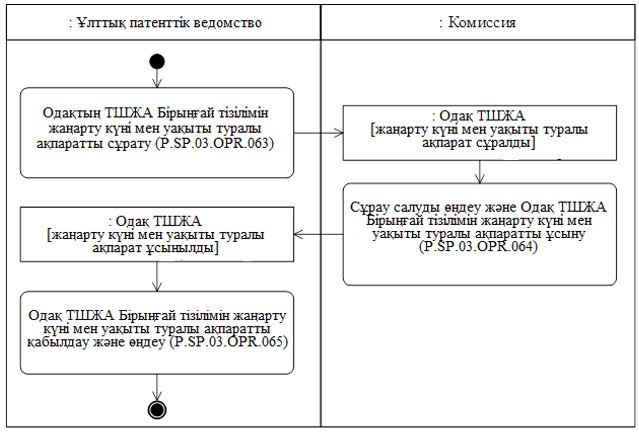 : Ұлттық патенттік ведомство
: Комиссия
Одақтың ТШЖА Бірыңғай тізілімін
жаңарту күні мен уақыты туралы
ақпаратты сұрату (P.SP.03.OPR.063)
: Одақ ТШЖА
[жаңарту күні мен уақыты туралы
ақпарат сұралды]
Сұрау салуды өңдеу және Одақ ТШЖА
Бірыңғай тізілімін жаңарту күні мен
уақыты туралы ақпаратты ұсыну
(P.SP.03.OPR.064)
: Одақ ТШЖА
[жаңарту күні мен уақыты туралы
ақпарат ұсынылды]
Одақ ТШЖА Бірыңғай тізілімін жаңарту
күні мен уақыты туралы ақпаратты
қабылдау және өңдеу (P.SP.03.OPR.065)